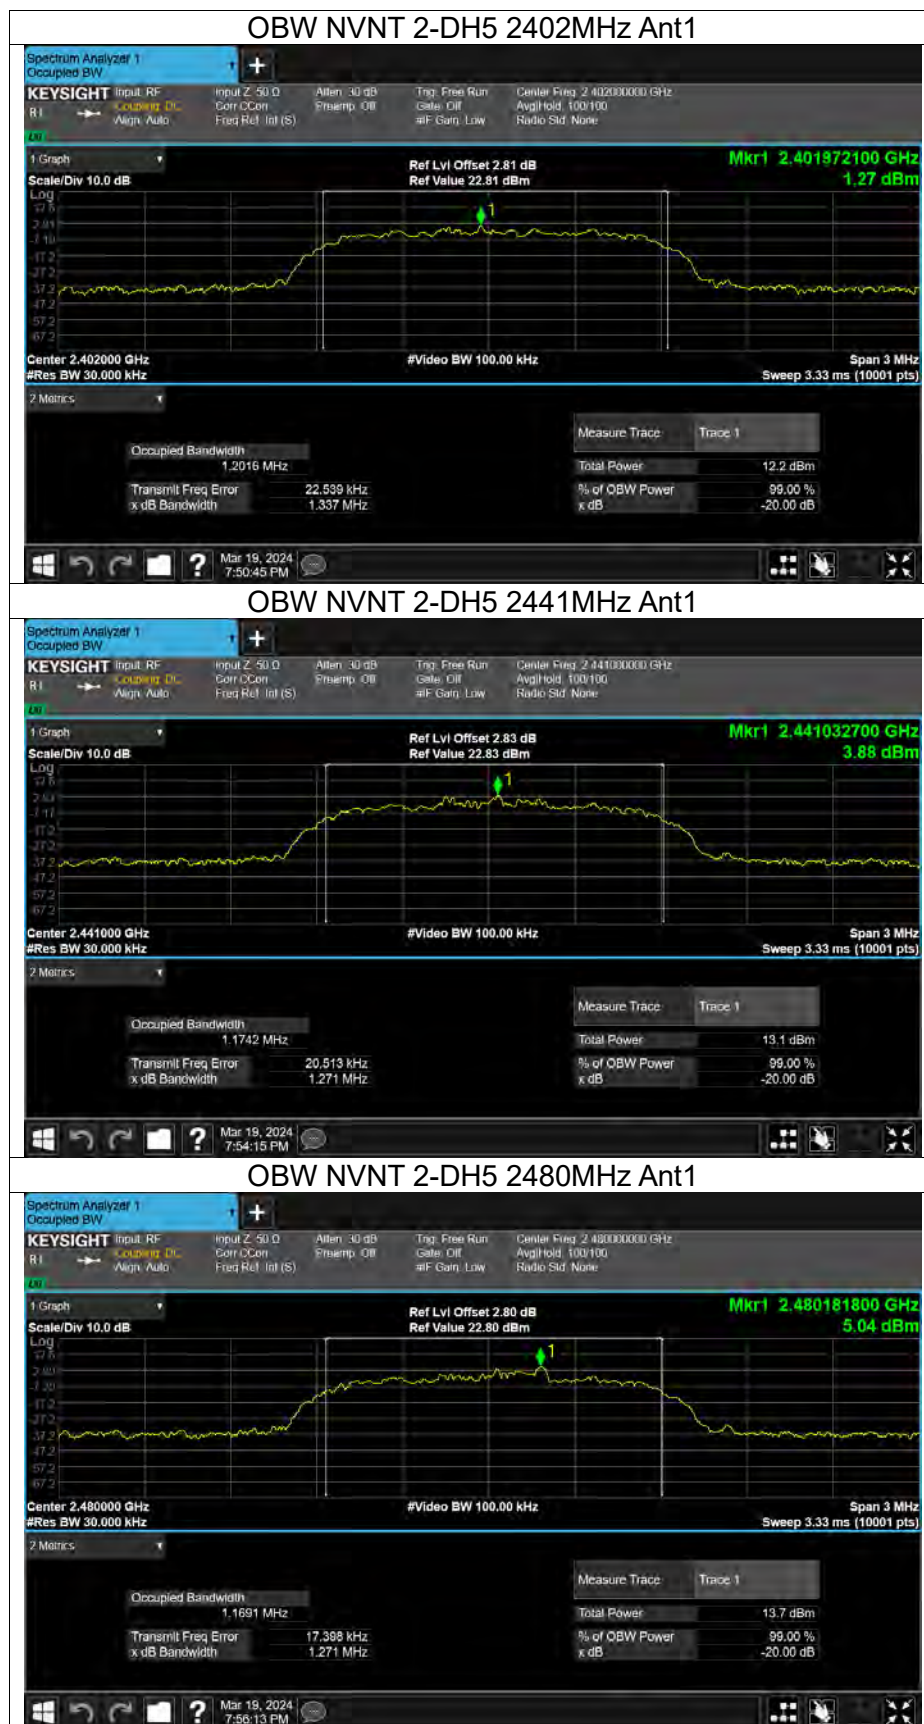 OBW NVNT 2-DH5 2402MHz Ant1
Spectrum Analyzer 1
Occupied BW
+
KEYSIGHT Input: RF Input Z: 50 Ω Atten: 30 dB Trig: Free Run Center Freq: 2.402000000 GHz
Coupling: DC Corr CCorr Preamp: Off Gate: Off Avg|Hold: 100/100
Align: Auto Freq Ref: Int (S) #IF Gain: Low Radio Std: None
1 Graph
Scale/Div 10.0 dB
Ref Lvl Offset 2.81 dB
Ref Value 22.81 dBm
Mkr1 2.401972100 GHz
1.27 dBm
Log
1
Center 2.402000 GHz #Video BW 100.00 kHz Span 3 MHz
#Res BW 30.000 kHz Sweep 3.33 ms (10001 pts)
2 Metrics
Measure Trace Trace 1
Occupied Bandwidth
1.2016 MHz
Total Power 12.2 dBm
Transmit Freq Error 22.539 kHz % of OBW Power 99.00 %
x dB Bandwidth 1.337 MHz x dB -20.00 dB
Mar 19, 2024
7:50:45 PM
OBW NVNT 2-DH5 2441MHz Ant1
Spectrum Analyzer 1
Occupied BW
+
KEYSIGHT Input: RF Input Z: 50 Ω Atten: 30 dB Trig: Free Run Center Freq: 2.441000000 GHz
Coupling: DC Corr CCorr Preamp: Off Gate: Off Avg|Hold: 100/100
Align: Auto Freq Ref: Int (S) #IF Gain: Low Radio Std: None
1 Graph
Scale/Div 10.0 dB
Ref Lvl Offset 2.83 dB
Ref Value 22.83 dBm
Mkr1 2.441032700 GHz
3.88 dBm
Log
1
Center 2.441000 GHz #Video BW 100.00 kHz Span 3 MHz
#Res BW 30.000 kHz Sweep 3.33 ms (10001 pts)
2 Metrics
Measure Trace Trace 1
Occupied Bandwidth
1.1742 MHz
Total Power 13.1 dBm
Transmit Freq Error 20.513 kHz % of OBW Power 99.00 %
x dB Bandwidth 1.271 MHz x dB -20.00 dB
Mar 19, 2024
7:54:15 PM
OBW NVNT 2-DH5 2480MHz Ant1
Spectrum Analyzer 1
Occupied BW
+
KEYSIGHT Input: RF Input Z: 50 Ω Atten: 30 dB Trig: Free Run Center Freq: 2.480000000 GHz
Coupling: DC Corr CCorr Preamp: Off Gate: Off Avg|Hold: 100/100
Align: Auto Freq Ref: Int (S) #IF Gain: Low Radio Std: None
1 Graph
Scale/Div 10.0 dB
Ref Lvl Offset 2.80 dB
Ref Value 22.80 dBm
Mkr1 2.480181800 GHz
5.04 dBm
Log
1
Center 2.480000 GHz #Video BW 100.00 kHz Span 3 MHz
#Res BW 30.000 kHz Sweep 3.33 ms (10001 pts)
2 Metrics
Measure Trace Trace 1
Occupied Bandwidth
1.1691 MHz
Total Power 13.7 dBm
Transmit Freq Error 17.398 kHz % of OBW Power 99.00 %
x dB Bandwidth 1.271 MHz x dB -20.00 dB
Mar 19, 2024
7:56:13 PM